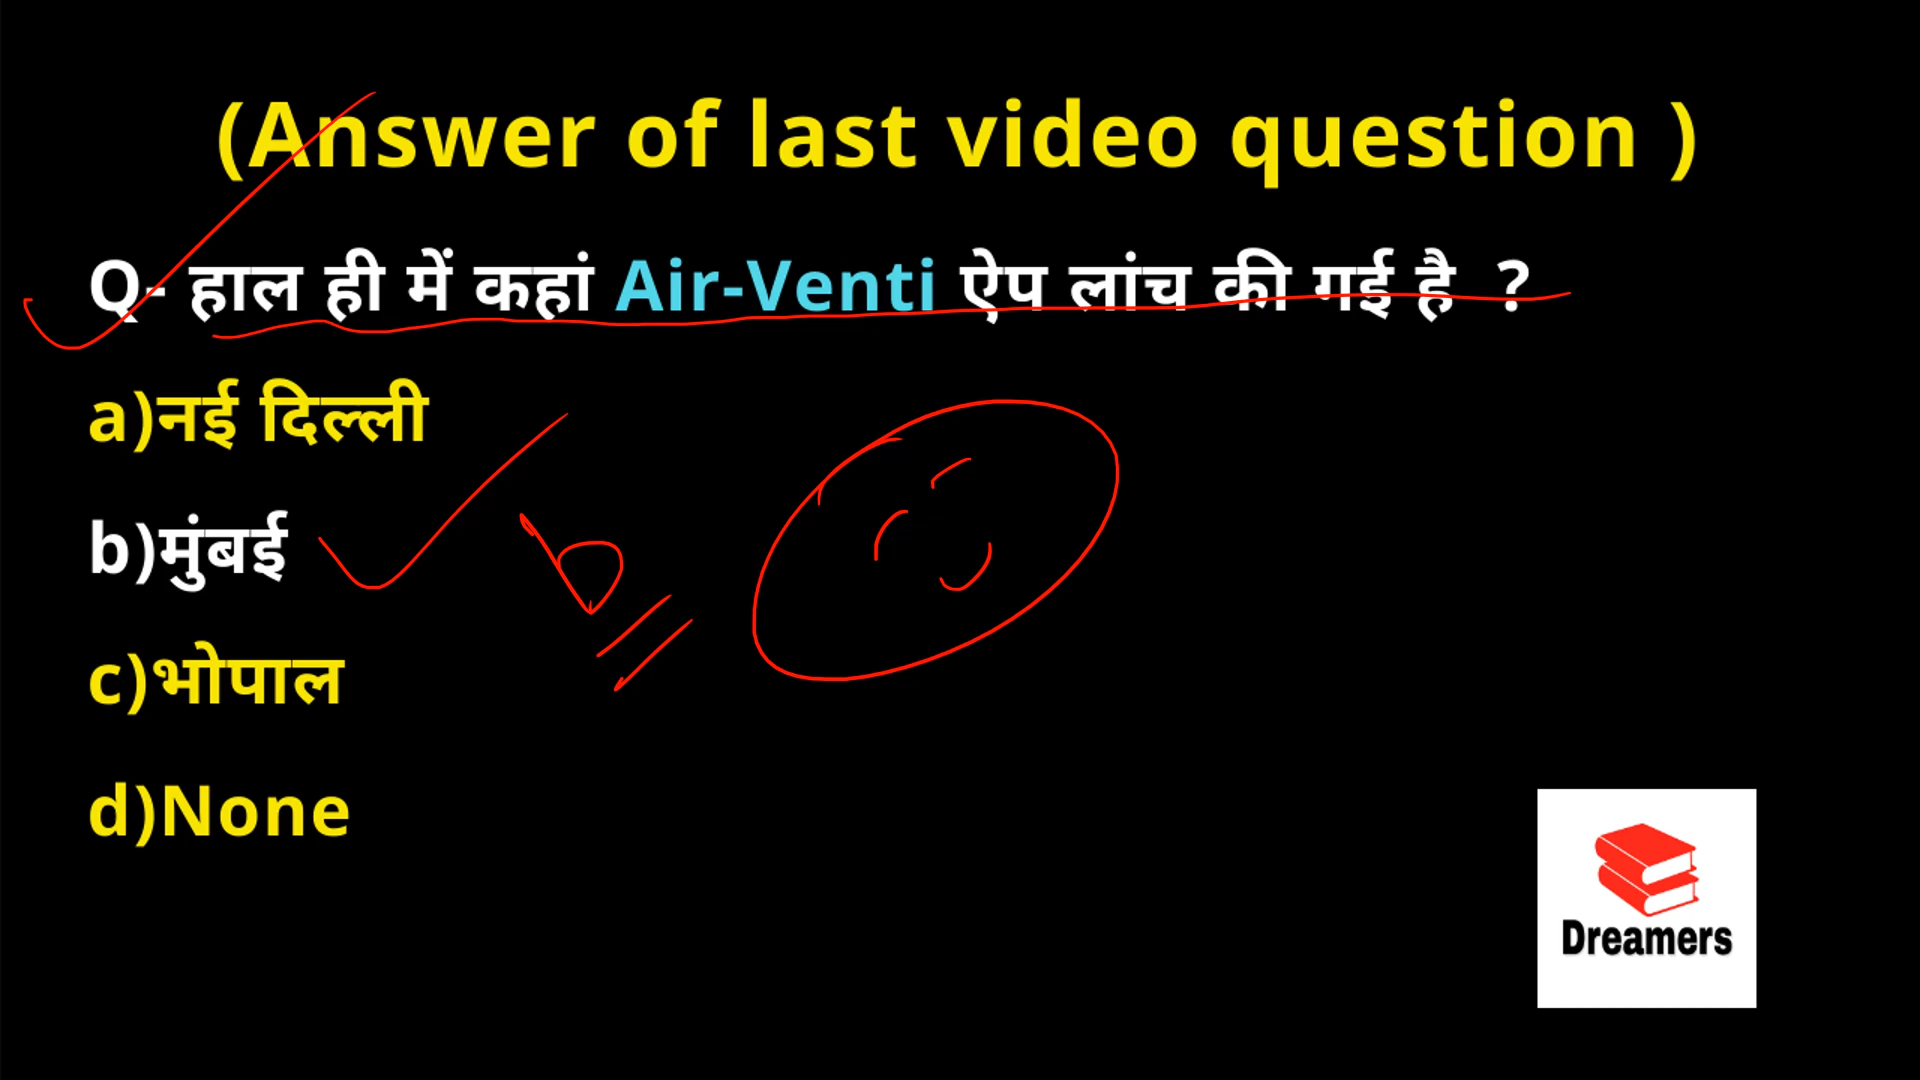 (Answer of last video question )
Q- हाल ही में कहां Air-Venti ऐप लांच की गई है ?
a)नई दिल्ली
b)मुंबई
b
c)भोपाल
d)None
Dreamers